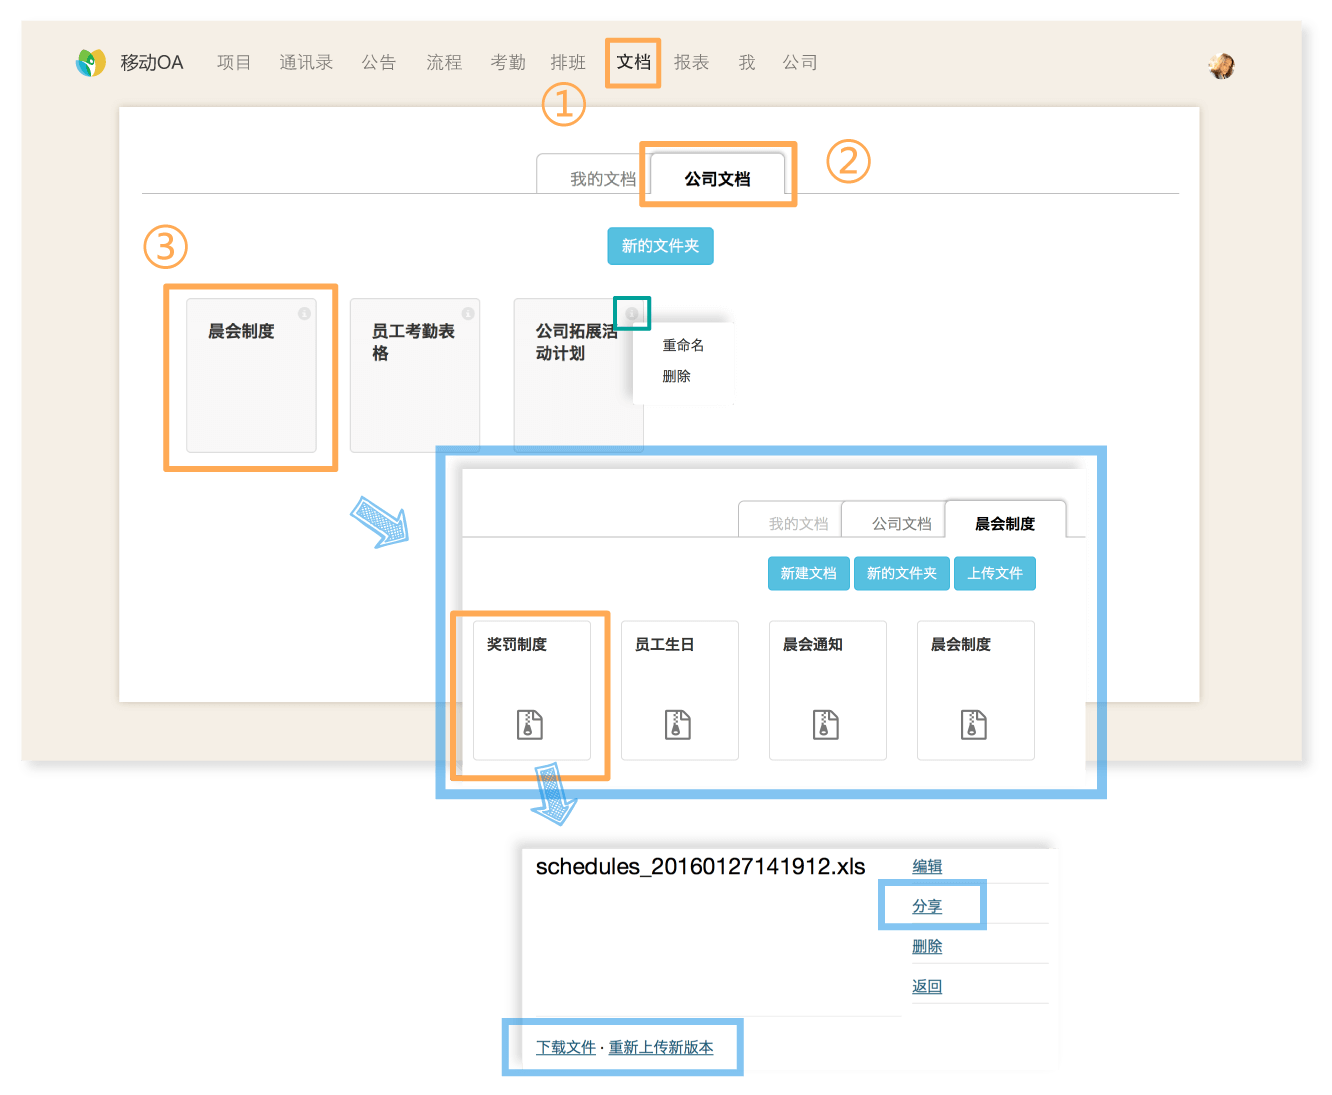 移动OA 项目 通讯录 公告 流程 考勤 排班 文档 报表 我 公司
①
我的文档 公司文档
②
新的文件夹
③
晨会制度
员工考勤表
格
公司拓展活
动计划
重命名
删除
我的文档 公司文档 晨会制度
新建文档 新的文件夹 上传文件
奖罚制度 员工生日 晨会通知 晨会制度
schedules_20160127141912.xls
编辑
分享
删除
返回
下载文件 · 重新上传新版本